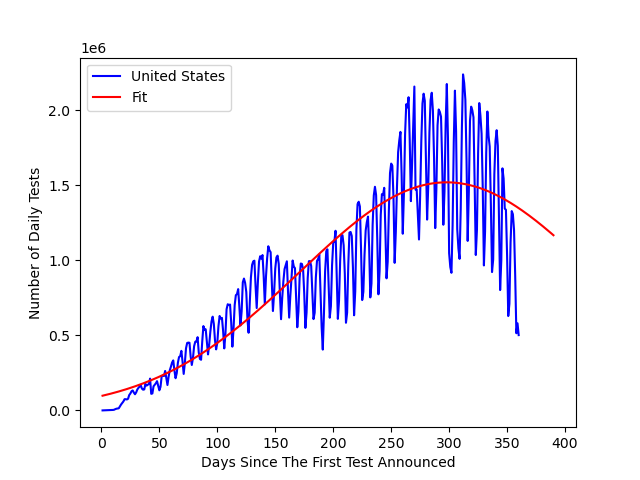 1e6
United States
Fit
2.0
1.5
1.0
0.5
0.0
Number of Daily Tests
0 50 100 150 200 250 300 350 400
Days Since The First Test Announced